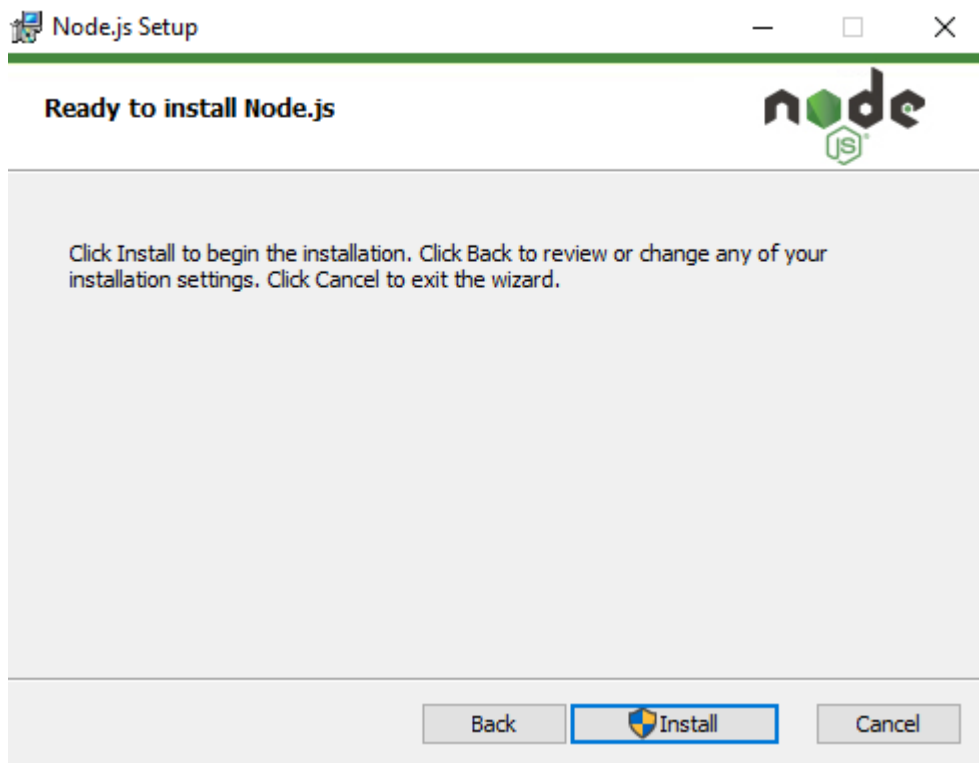 Node.js Setup
Ready to install Node.js
node
JS
Click Install to begin the installation. Click Back to review or change any of your
installation settings. Click Cancel to exit the wizard.
Back
Install
Cancel